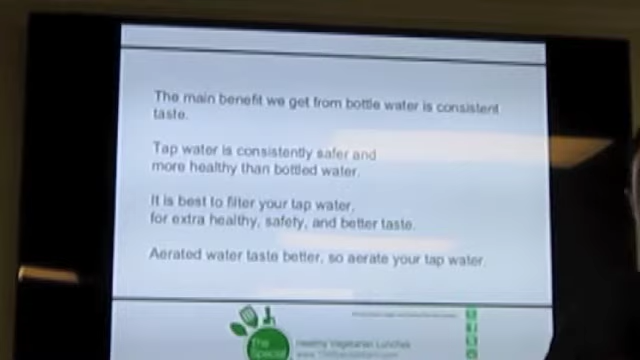 The main benefit we get from bottle water is consistent
taste.
Tap water is consistently safer and
more healthy than bottled water.
It is best to filter your tap water,
for extra healthy, safety, and better taste.
Aerated water taste better, so aerate your tap water.
The
Special
Healthy Vegetarian Lunches